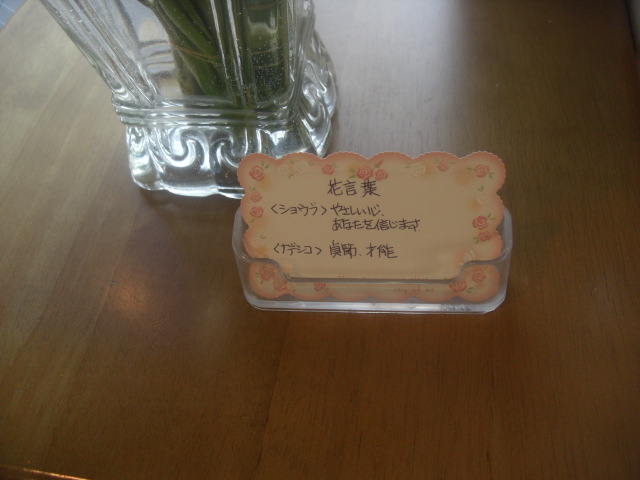 花言葉
<ショウブ> やさしい心、
あなたを信じます
<ナデシコ> 貞節、才能